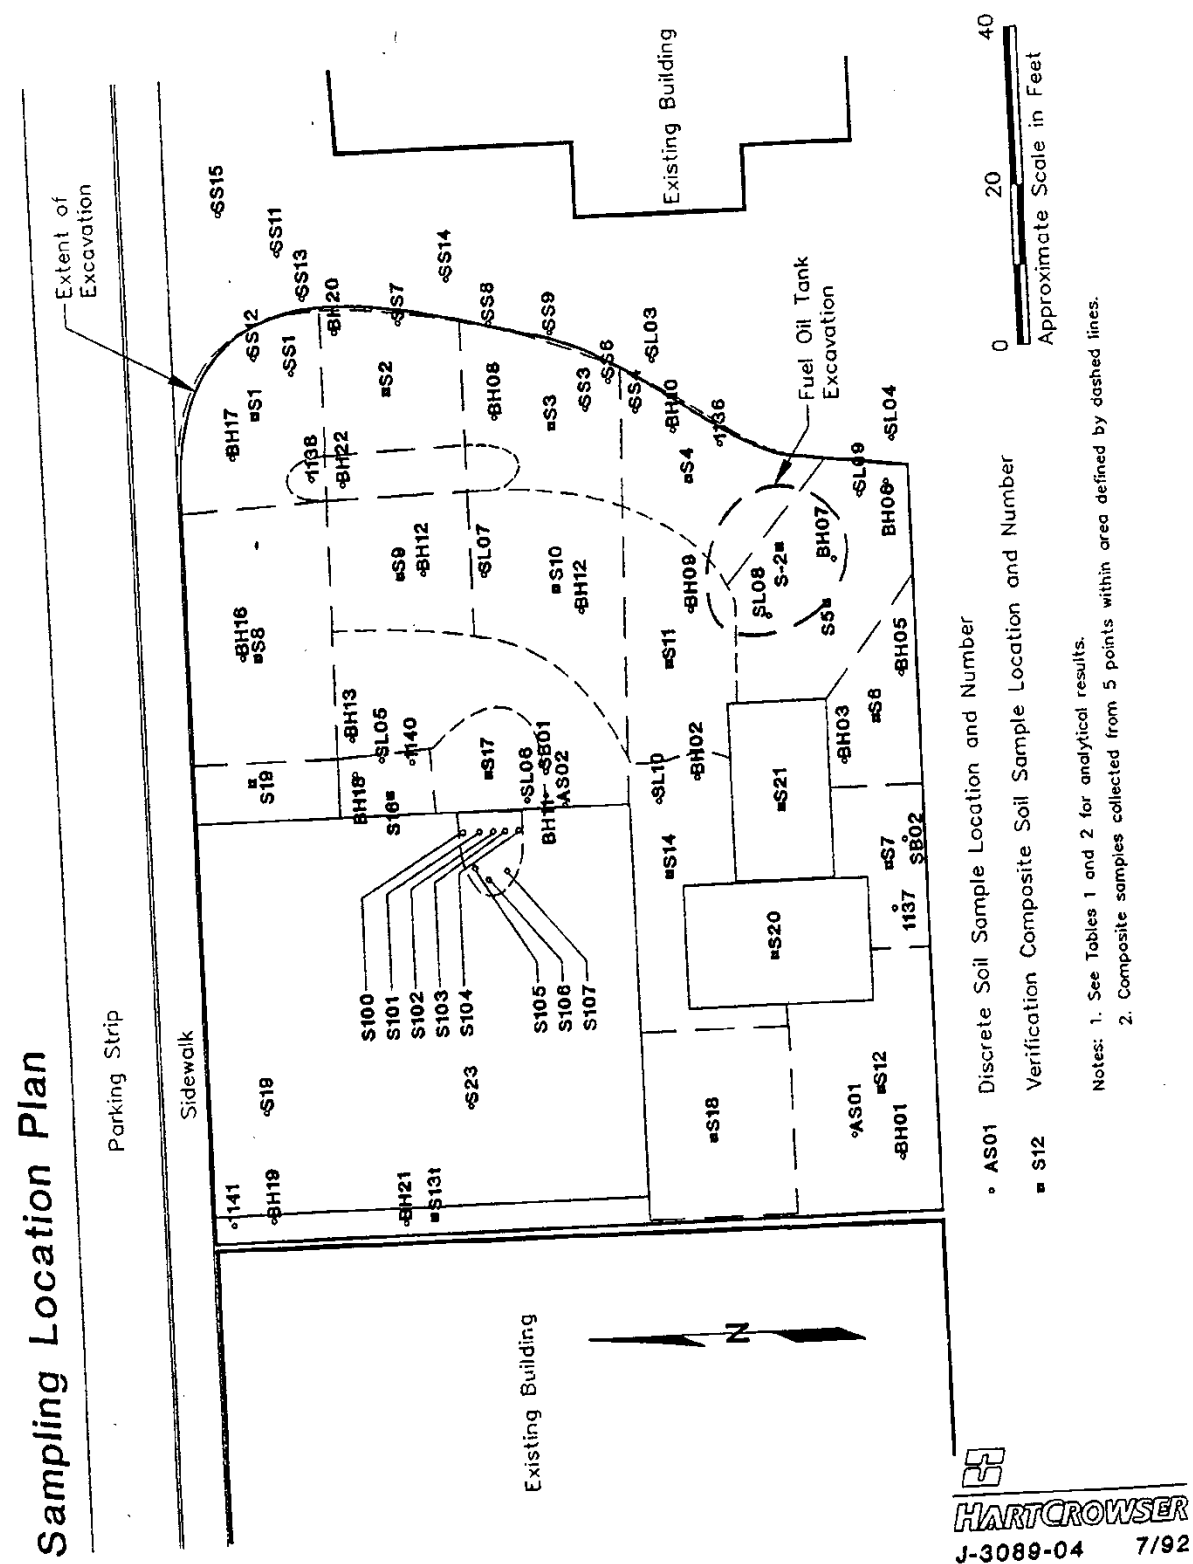 Sampling Location Plan
Parking Strip
Sidewalk
Extent of
Excavation
SS15
SS11
SS13
SS12
SS1
BH20
SS7
SS14
SS8
SS9
SL03
SS6
SS3
SS4
BH10
1136
SL04
BH17
S1
S2
BH08
S3
S4
1138
BH22
SL09
BH06
BH16
S8
S9
BH12
SL07
S10
BH12
BH09
SL08
S-2
BH07
S5
S11
BH05
S6
BH03
BH13
SL05
1140
S19
BH18
S16
S17
SL06
SB01
AS02
BH11
SL10
BH02
S14
S21
S7
SB02
1137
S20
S100
S101
S102
S103
S104
S105
S106
S107
S19
S23
S18
AS01
S12
BH01
1141
BH19
BH21
S13t
Existing Building
Existing Building
Fuel Oil Tank
Excavation
N
0 20 40
Approximate Scale in Feet
AS01 Discrete Soil Sample Location and Number
S12 Verification Composite Soil Sample Location and Number
Notes: 1. See Tables 1 and 2 for analytical results.
2. Composite samples collected from 5 points within area defined by dashed lines.
HARTCROWSER
J-3089-04 7/92